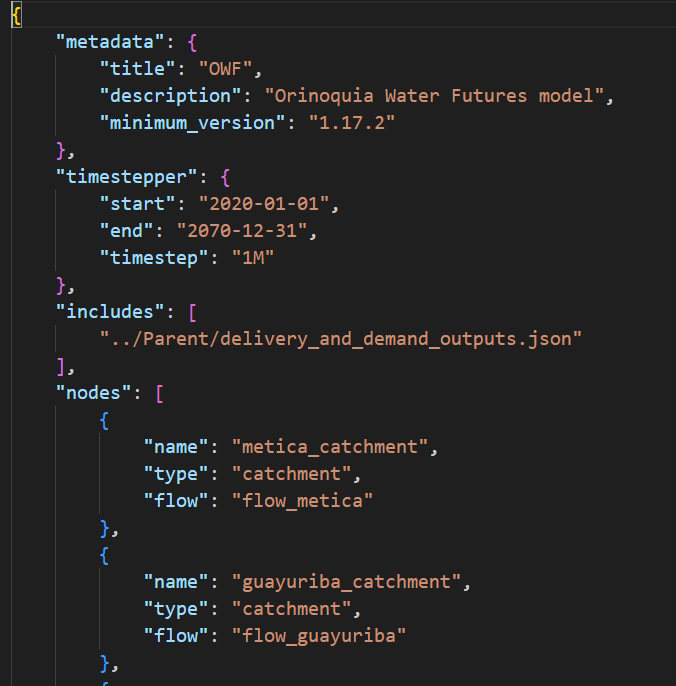 {
    "metadata": {
        "title": "OWF",
        "description": "Orinoquia Water Futures model",
        "minimum_version": "1.17.2"
    },
    "timestepper": {
        "start": "2020-01-01",
        "end": "2070-12-31",
        "timestep": "1M"
    },
    "includes": [
        "../Parent/delivery_and_demand_outputs.json"
    ],
    "nodes": [
        {
            "name": "metica_catchment",
            "type": "catchment",
            "flow": "flow_metica"
        },
        {
            "name": "guayuriba_catchment",
            "type": "catchment",
            "flow": "flow_guayuriba"
        },
        {